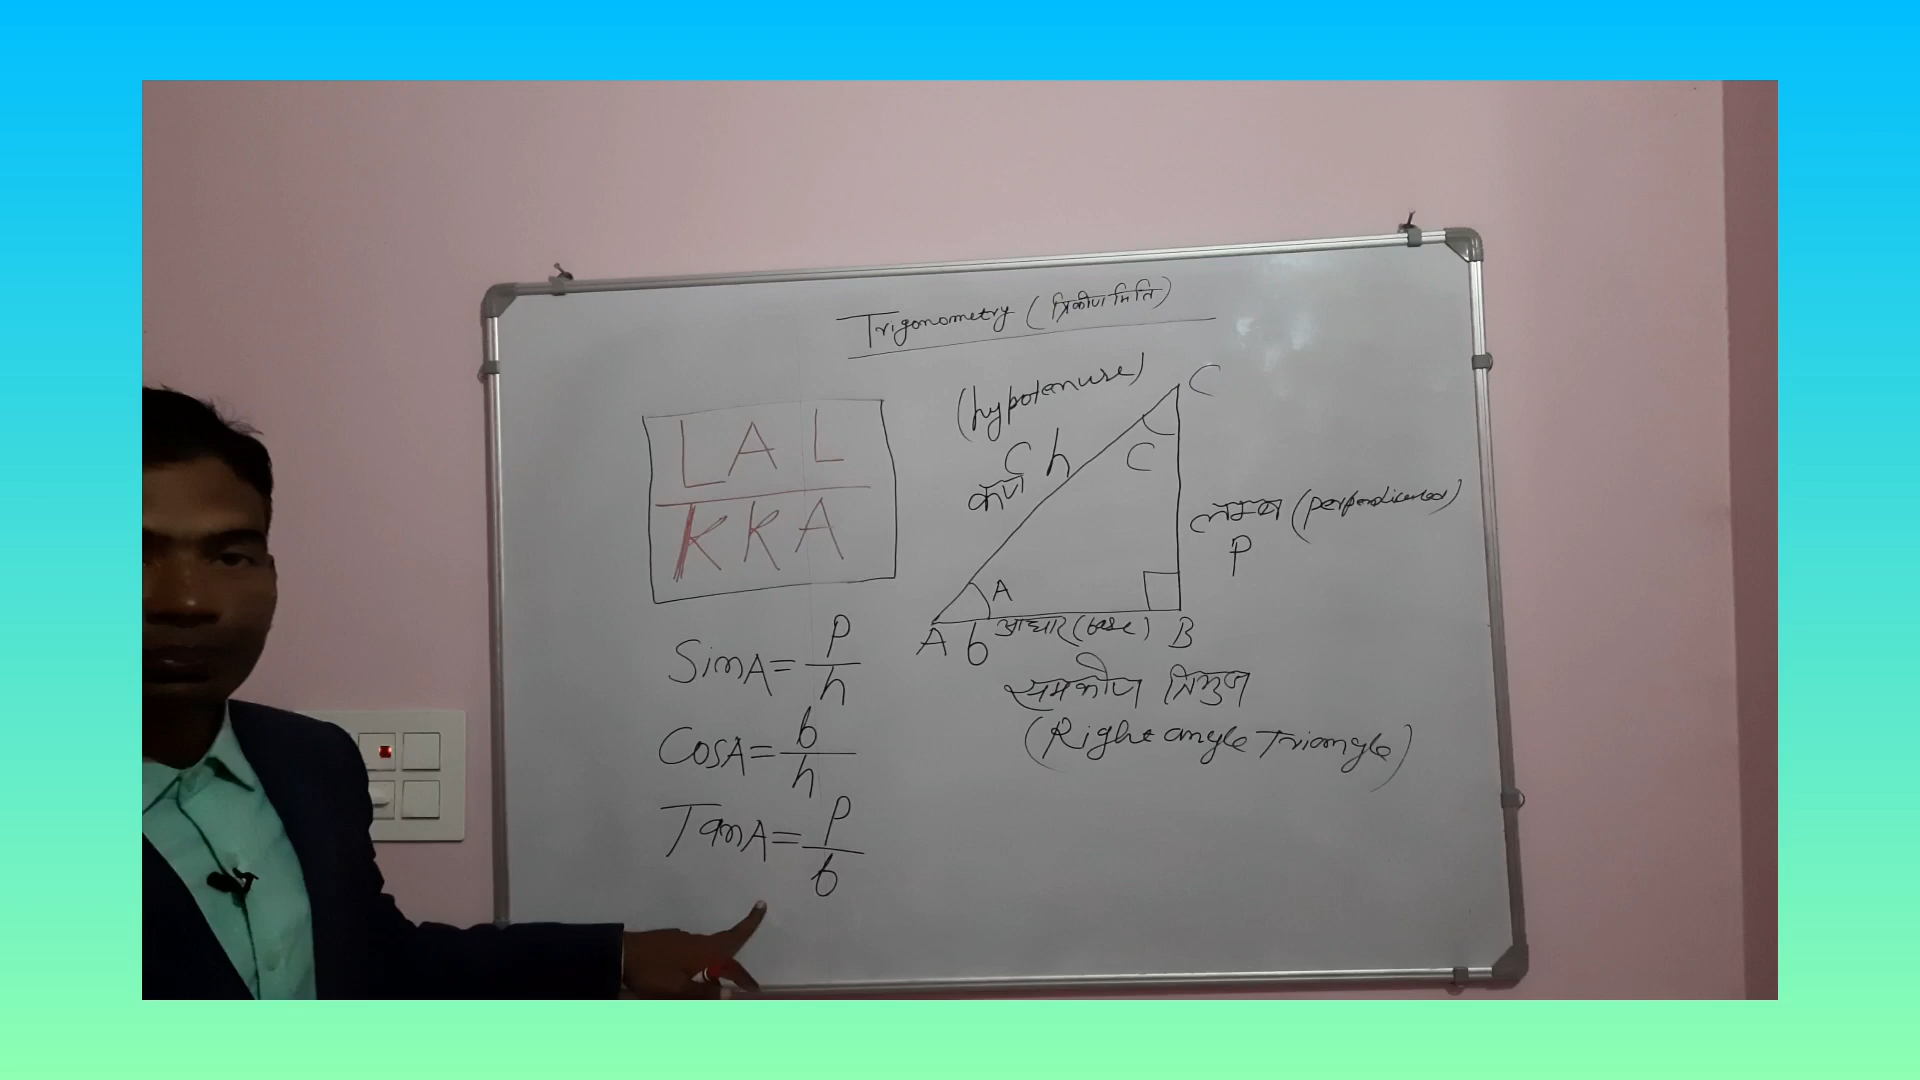 Trigonometry (त्रिकोणमिति)
LAL
KKA
(hypotenuse)
C
C h
कर्ण
C
लम्ब (perpendicular)
P
A
A b आधार (base) B
समकोण त्रिभुज
(Right angle Triangle)
SinA = P/h
CosA = b/h
TanA = P/b